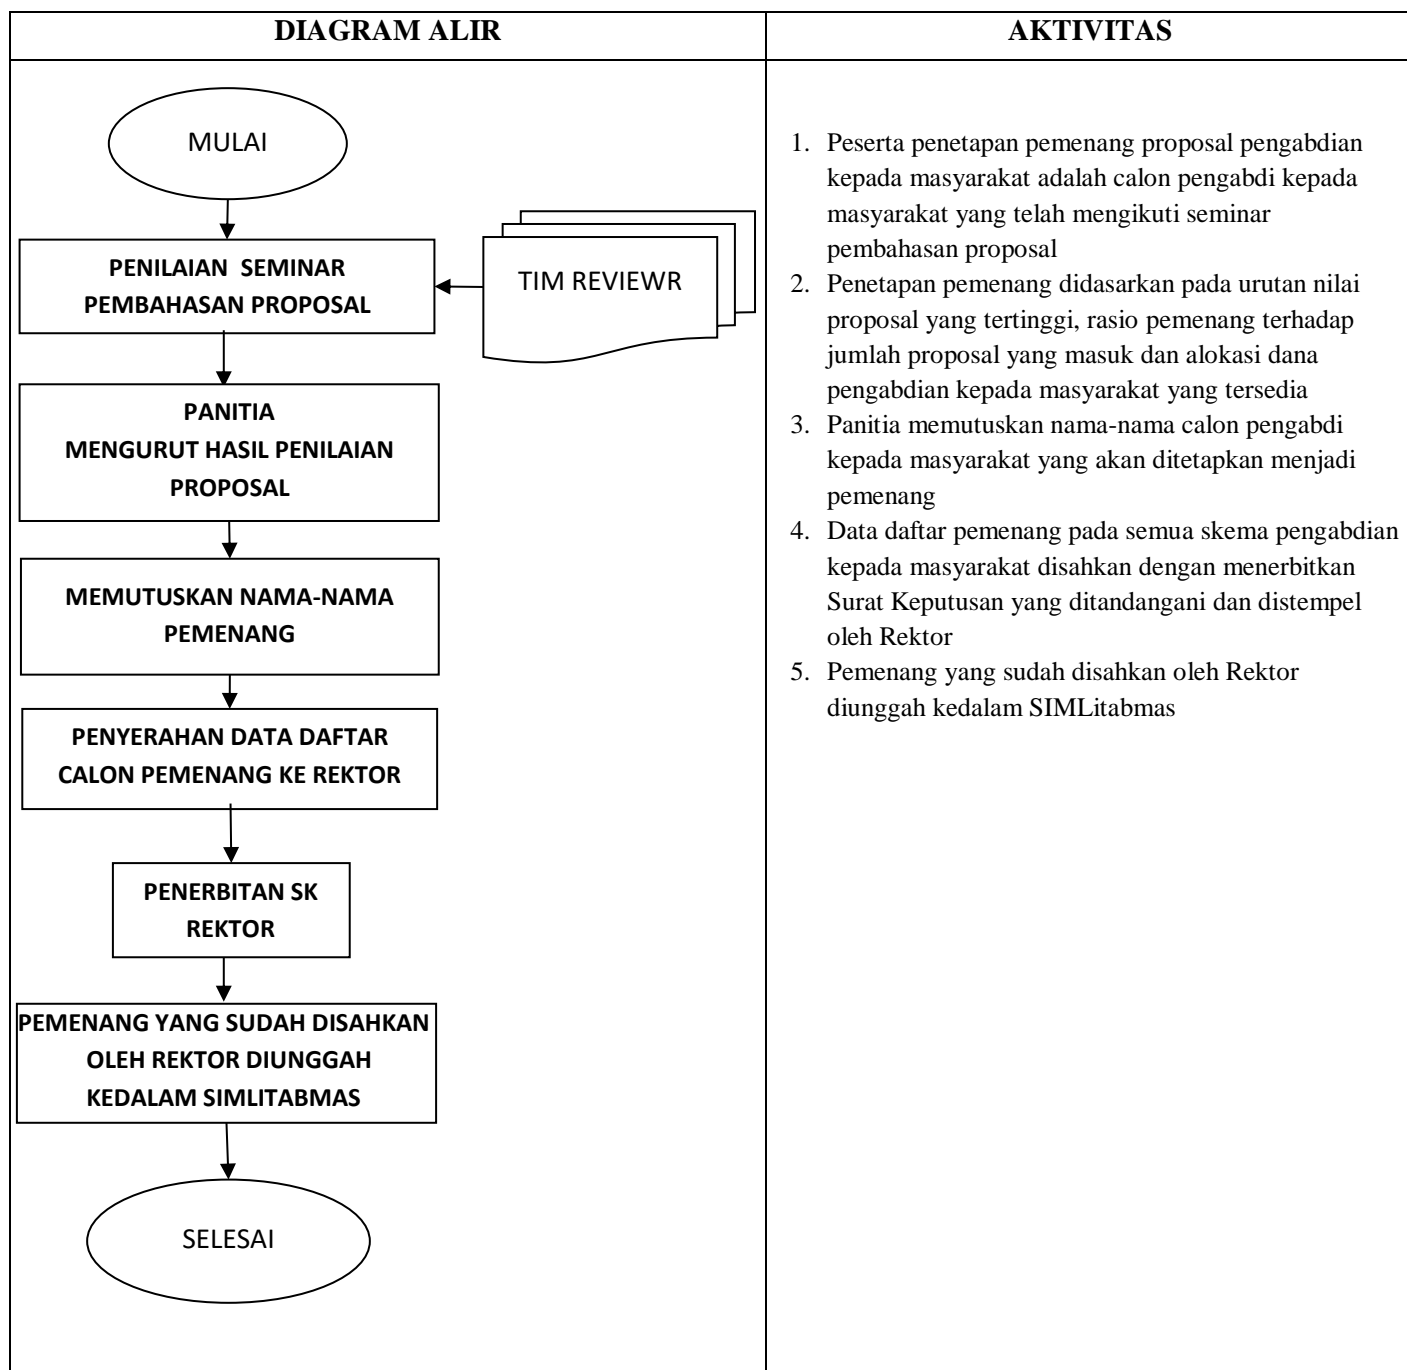 DIAGRAM ALIR
AKTIVITAS
MULAI
PENILAIAN SEMINAR
PEMBAHASAN PROPOSAL
TIM REVIEWR
PANITIA
MENGURUT HASIL PENILAIAN
PROPOSAL
MEMUTUSKAN NAMA-NAMA
PEMENANG
PENYERAHAN DATA DAFTAR
CALON PEMENANG KE REKTOR
PENERBITAN SK
REKTOR
PEMENANG YANG SUDAH DISAHKAN
OLEH REKTOR DIUNGGAH
KEDALAM SIMLITABMAS
SELESAI
1. Peserta penetapan pemenang proposal pengabdian
kepada masyarakat adalah calon pengabdi kepada
masyarakat yang telah mengikuti seminar
pembahasan proposal
2. Penetapan pemenang didasarkan pada urutan nilai
proposal yang tertinggi, rasio pemenang terhadap
jumlah proposal yang masuk dan alokasi dana
pengabdian kepada masyarakat yang tersedia
3. Panitia memutuskan nama-nama calon pengabdi
kepada masyarakat yang akan ditetapkan menjadi
pemenang
4. Data daftar pemenang pada semua skema pengabdian
kepada masyarakat disahkan dengan menerbitkan
Surat Keputusan yang ditandangani dan distempel
oleh Rektor
5. Pemenang yang sudah disahkan oleh Rektor
diunggah kedalam SIMLitabmas